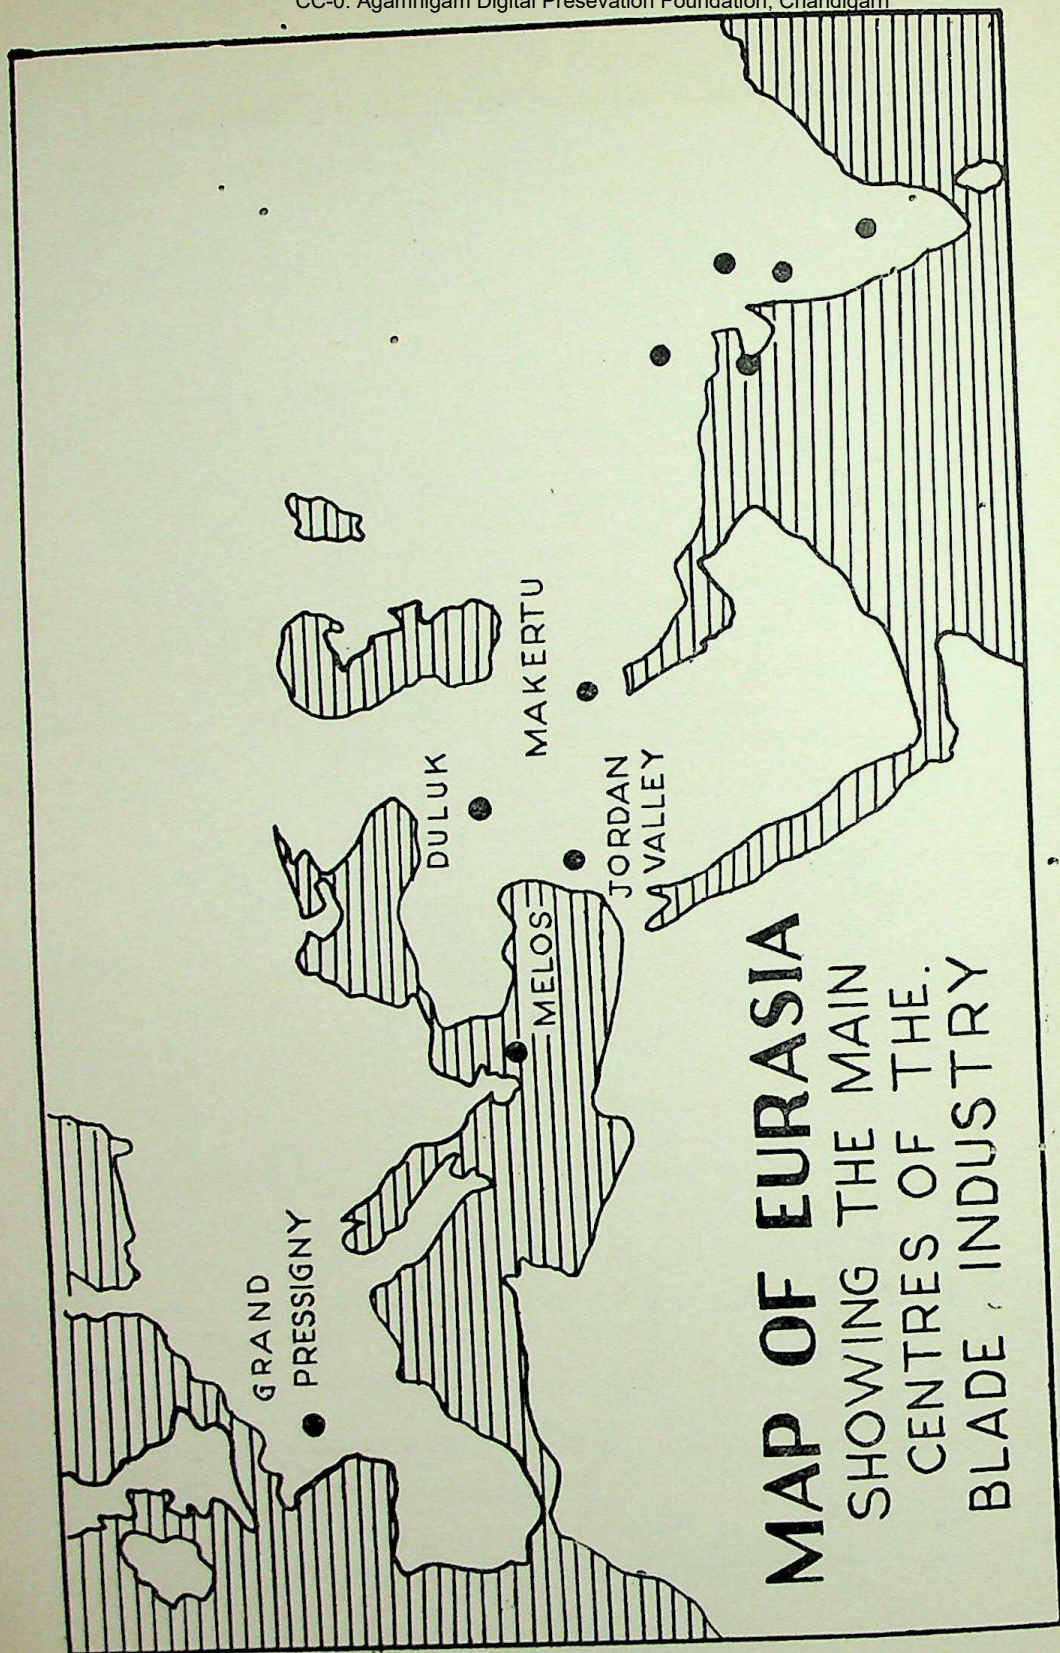 CC-0. Agamnigam Digital Presevation Foundation, Chandigarh
GRAND
PRESSIGNY
MELOS
DULUK
JORDAN
VALLEY
MAKERTU
MAP OF EURASIA
SHOWING THE MAIN
CENTRES OF THE.
BLADE INDUSTRY